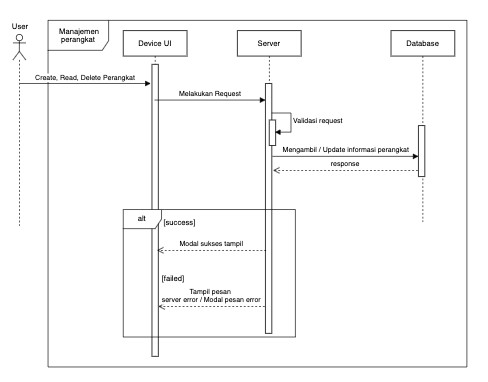 User
Manajemen
perangkat
Device UI
Server
Database
Create, Read, Delete Perangkat
Melakukan Request
Validasi request
Mengambil / Update informasi perangkat
response
alt
[success]
Modal sukses tampil
[failed]
Tampil pesan
server error / Modal pesan error